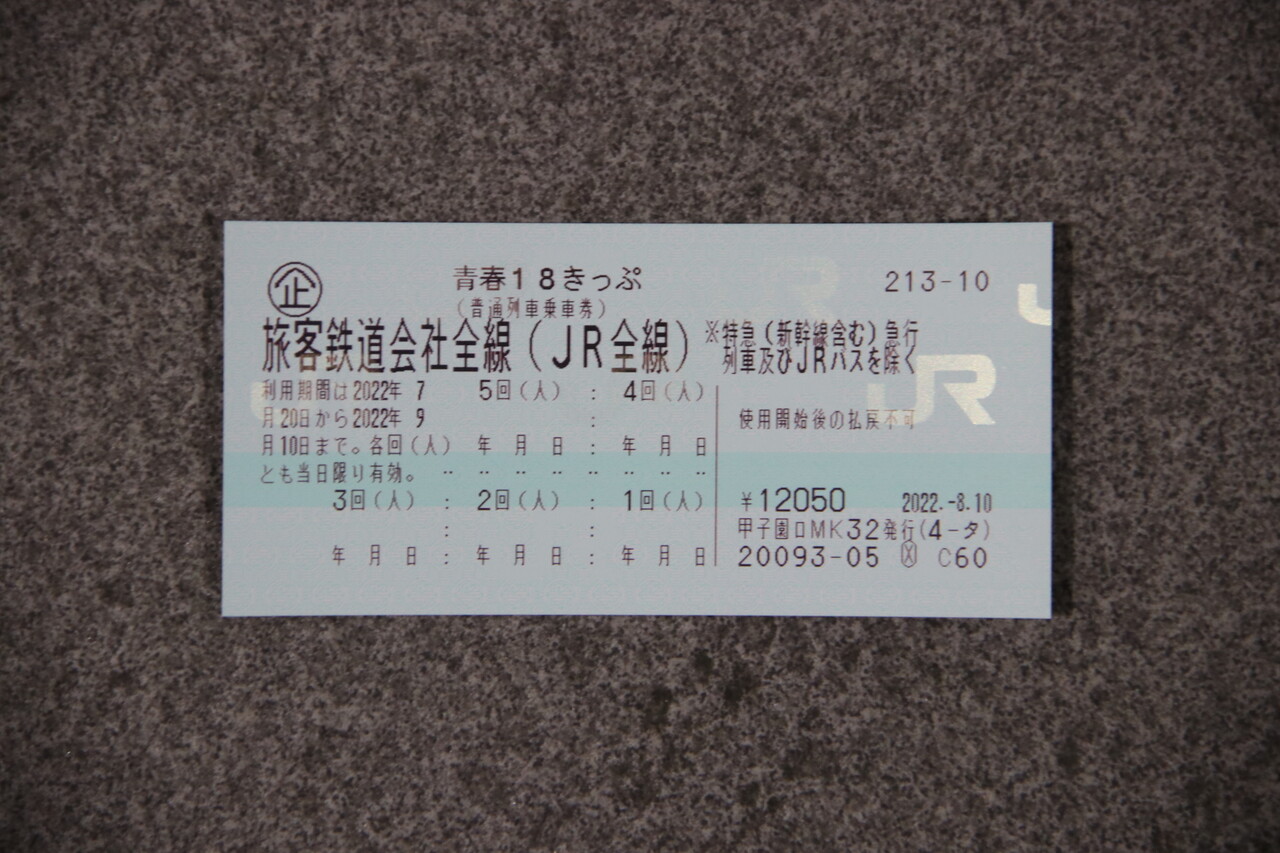 企 青春18きっぷ 213-10
(普通列車乗車券)
旅客鉄道会社全線(JR全線) ※特急(新幹線含む)急行
列車及びJRバスを除く
利用期間は2022年 7 5回(人) : 4回(人)
月20日から2022年 9 : 使用開始後の払戻不可
月10日まで。各回(人) 年 月 日 : 年 月 日
とも当日限り有効。 ‥ ‥ ‥ ‥ ‥ ‥ ‥ ‥
3回(人) : 2回(人) : 1回(人) ¥12050 2022.-8.10
: : 甲子園口MK32発行(4-タ)
年 月 日 : 年 月 日 : 年 月 日 20093-05 ☒ C60
JR
JR